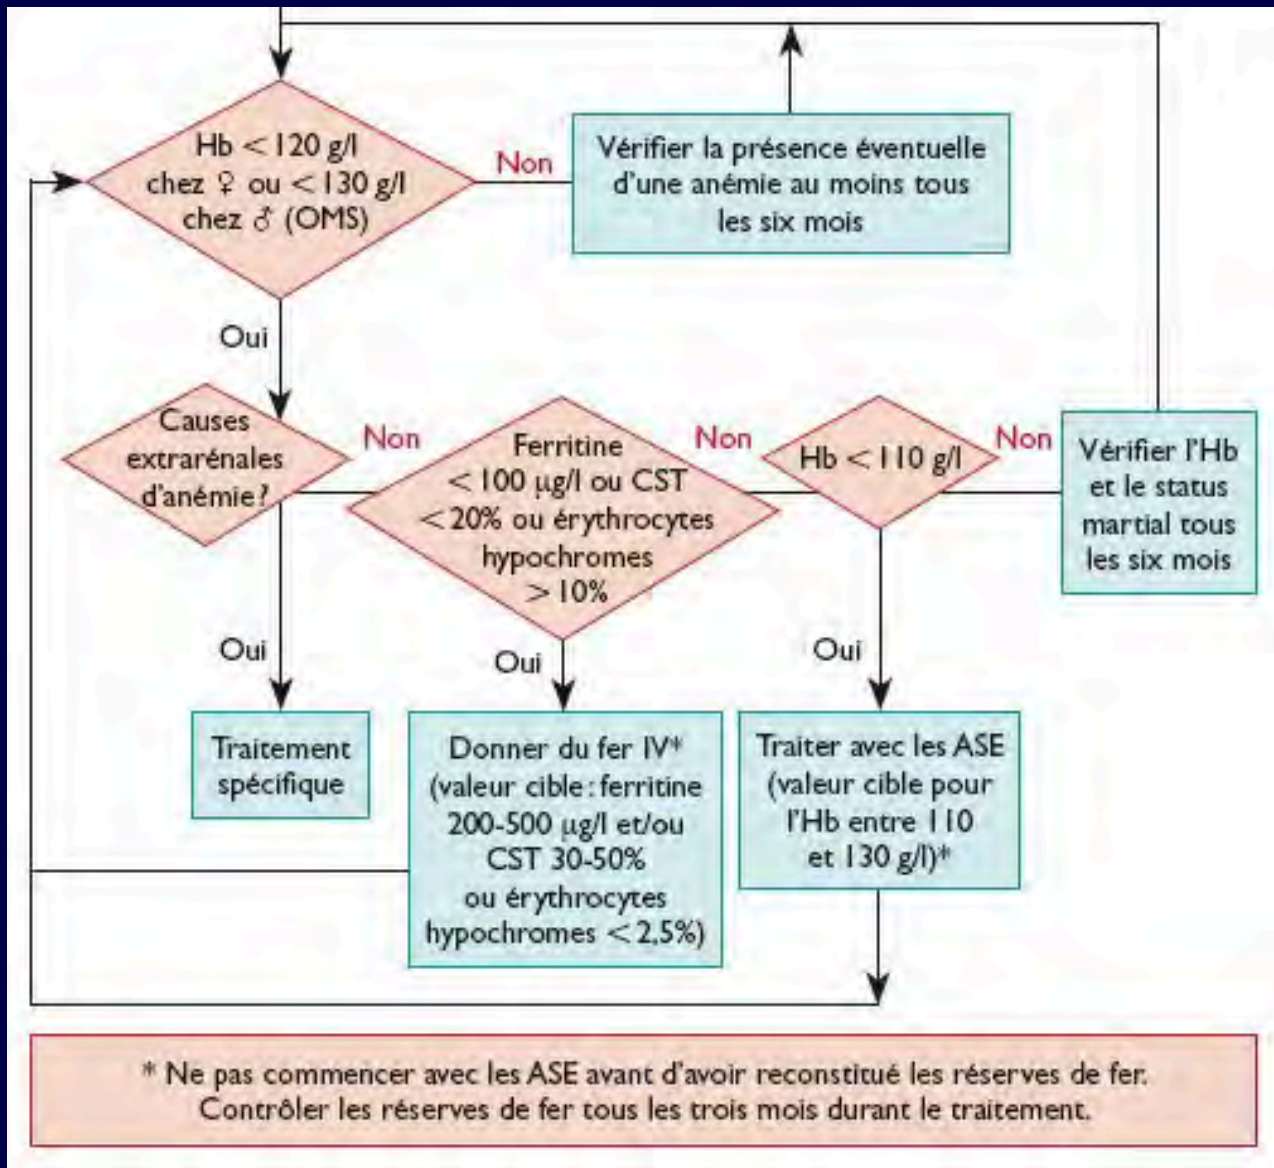 Hb < 120 g/l
chez ♀ ou < 130 g/l
chez ♂ (OMS)
Non
Vérifier la présence éventuelle
d'une anémie au moins tous
les six mois
Oui
Causes
extrarénales
d'anémie ?
Non
Ferritine
< 100 µg/l ou CST
< 20% ou érythrocytes
hypochromes
> 10%
Non
Hb < 110 g/l
Non
Vérifier l'Hb
et le status
martial tous
les six mois
Oui
Oui
Oui
Traitement
spécifique
Donner du fer IV*
(valeur cible : ferritine
200-500 µg/l et/ou
CST 30-50%
ou érythrocytes
hypochromes < 2,5%)
Traiter avec les ASE
(valeur cible pour
l'Hb entre 110
et 130 g/l)*
* Ne pas commencer avec les ASE avant d'avoir reconstitué les réserves de fer.
Contrôler les réserves de fer tous les trois mois durant le traitement.